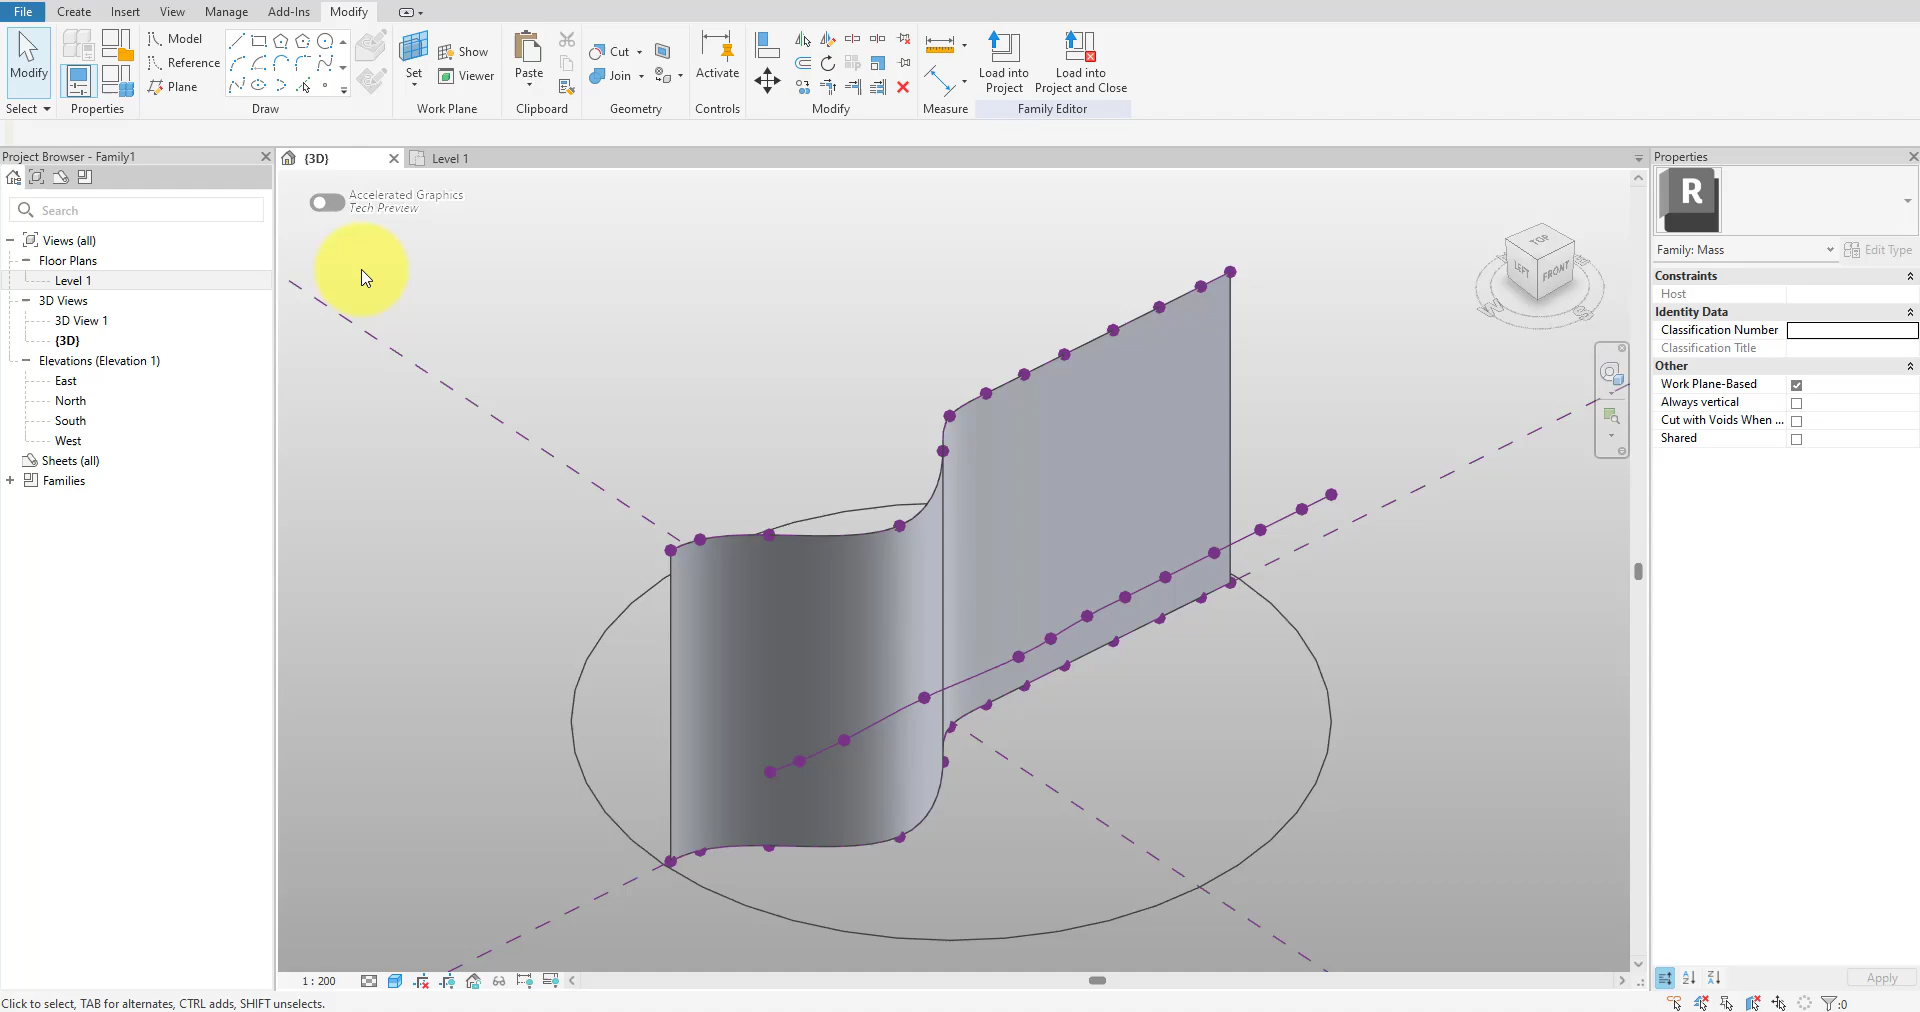 File Create Insert View Manage Add-Ins Modify
Modify
Model
Reference
Plane
Set
Show
Viewer
Paste
Cut
Join
Activate
Load into
Project
Load into
Project and Close
Select Properties Draw Work Plane Clipboard Geometry Controls Modify Measure Family Editor
Project Browser - Family1
Search
Views (all)
Floor Plans
Level 1
3D Views
3D View 1
{3D}
Elevations (Elevation 1)
East
North
South
West
Sheets (all)
Families
{3D}
Level 1
Accelerated Graphics
Tech Preview
TOP
LEFT
FRONT
W
S
Properties
R
Family: Mass
Edit Type
Constraints
Host
Identity Data
Classification Number
Classification Title
Other
Work Plane-Based
Always vertical
Cut with Voids When ...
Shared
1 : 200
Apply
Click to select, TAB for alternates, CTRL adds, SHIFT unselects.
:0